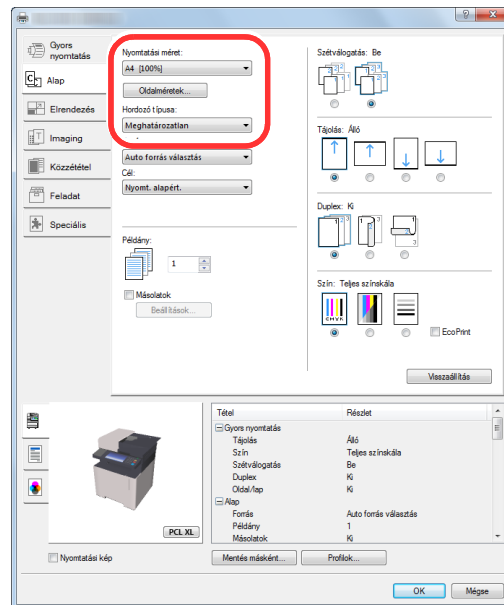 Gyors
nyomtatás
Alap
Elrendezés
Imaging
Közzététel
Feladat
Speciális
Nyomtatási méret:
A4 [100%]
Oldalméretek...
Hordozó típusa:
Meghatározatlan
Auto forrás választás
Cél:
Nyomt. alapért.
Példány:
1
Másolatok
Beállítások...
Szétválogatás: Be
Tájolás: Álló
Duplex: Ki
Szín: Teljes színskála
CMYK
EcoPrint
Visszaállítás
PCL XL
Nyomtatási kép
Tétel Részlet
Gyors nyomtatás
Tájolás Álló
Szín Teljes színskála
Szétválogatás Be
Duplex Ki
Oldal/lap Ki
Alap
Forrás Auto forrás választás
Példány 1
Másolatok Ki
Mentés másként... Profilok...
OK Mégse